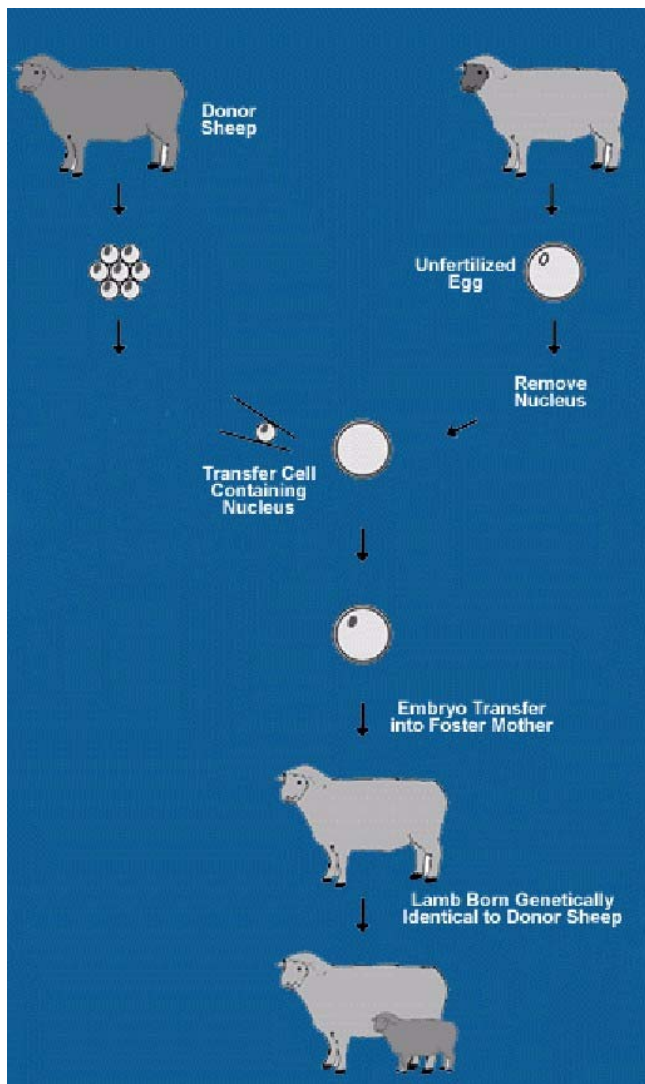 Donor
Sheep
Unfertilized
Egg
Remove
Nucleus
Transfer Cell
Containing
Nucleus
Embryo Transfer
into Foster Mother
Lamb Born Genetically
Identical to Donor Sheep